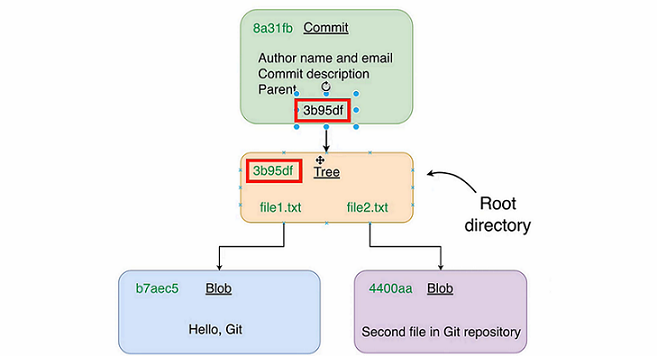 8a31fb Commit
Author name and email
Commit description
Parent
3b95df
3b95df Tree
file1.txt file2.txt
Root
directory
b7aec5 Blob
Hello, Git
4400aa Blob
Second file in Git repository